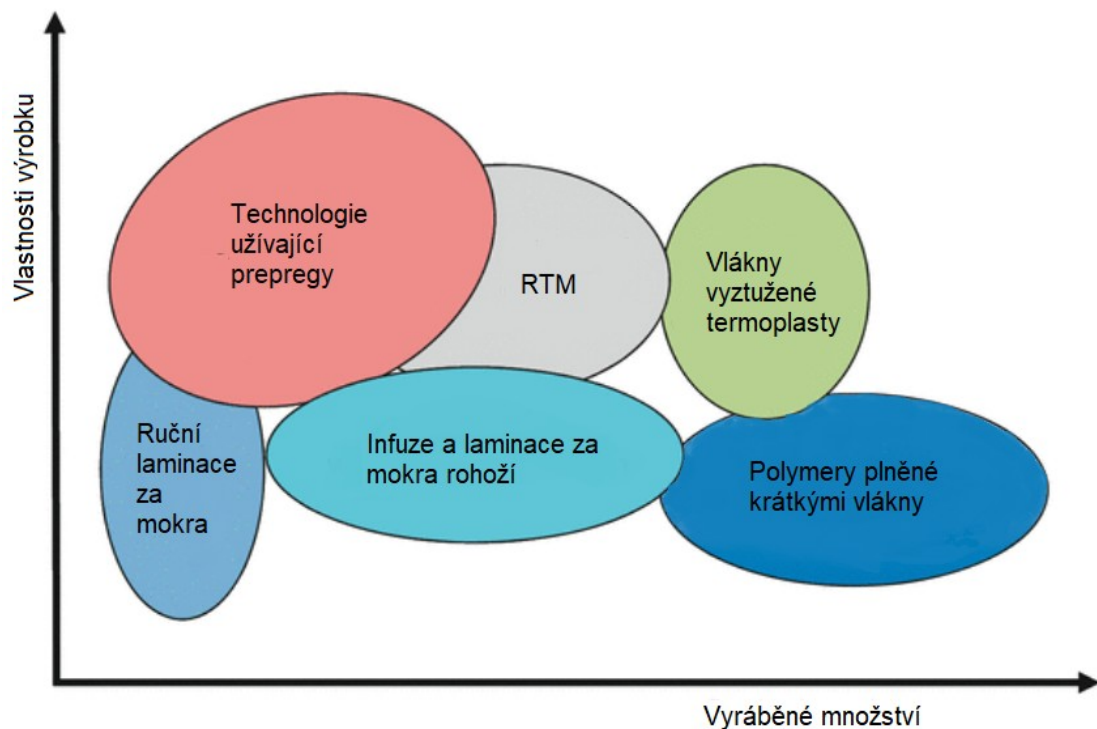 Vlastnosti výrobku
Technologie
užívající
prepregy
RTM
Vlákny
vyztužené
termoplasty
Ruční
laminace
za
mokra
Infuze a laminace za
mokra rohoží
Polymery plněné
krátkými vlákny
Vyráběné množství